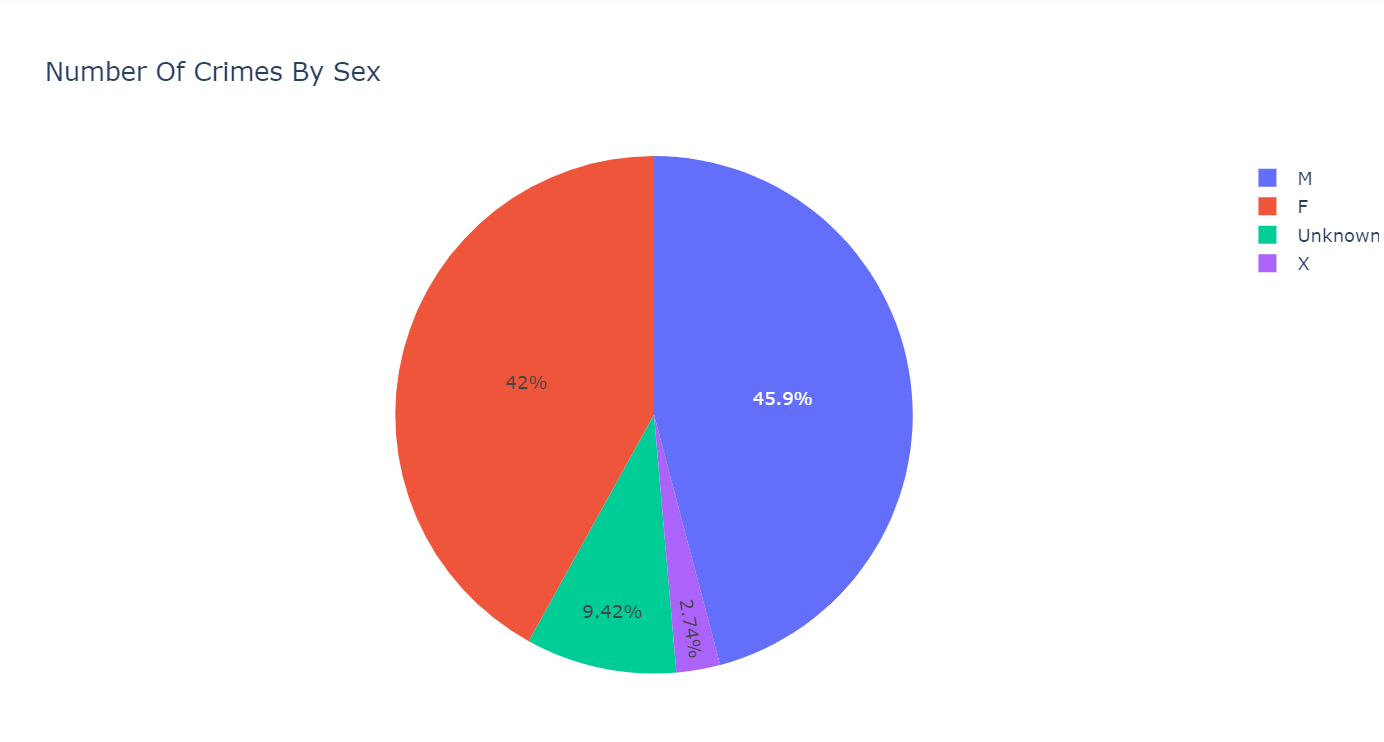 Number Of Crimes By Sex
M
F
Unknown
X
42%
45.9%
9.42%
2.74%